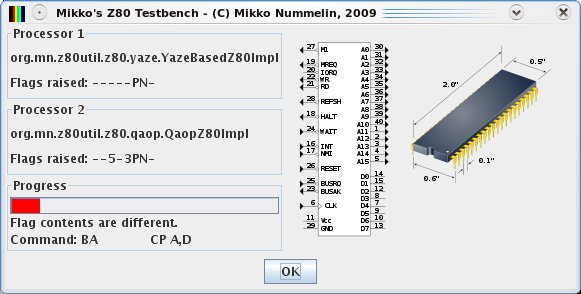 Mikko's Z80 Testbench - (C) Mikko Nummelin, 2009
Processor 1
org.mn.z80util.z80.yaze.YazeBasedZ80Impl
Flags raised: -----PN-
Processor 2
org.mn.z80util.z80.qaop.QaopZ80Impl
Flags raised: --5-3PN-
Progress
Flag contents are different.
Command: BA CP A,D
27 M1 A0 30
A1 31
19 MREQ A2 32
20 IORQ A3 33
22 WR A4 34
21 RD A5 35
A6 36
28 REFSH A7 37
A8 38
18 HALT A9 39
A10 40
24 WAIT A11 1
A12 2
16 INT A13 3
17 NMI A14 4
A15 5
26 RESET
D0 14
25 BUSRQ D1 15
23 BUSAK D2 12
D3 8
6 CLK D4 7
D5 9
11 Vcc D6 10
29 GND D7 13
2.0"
0.5"
0.1"
0.6"
OK